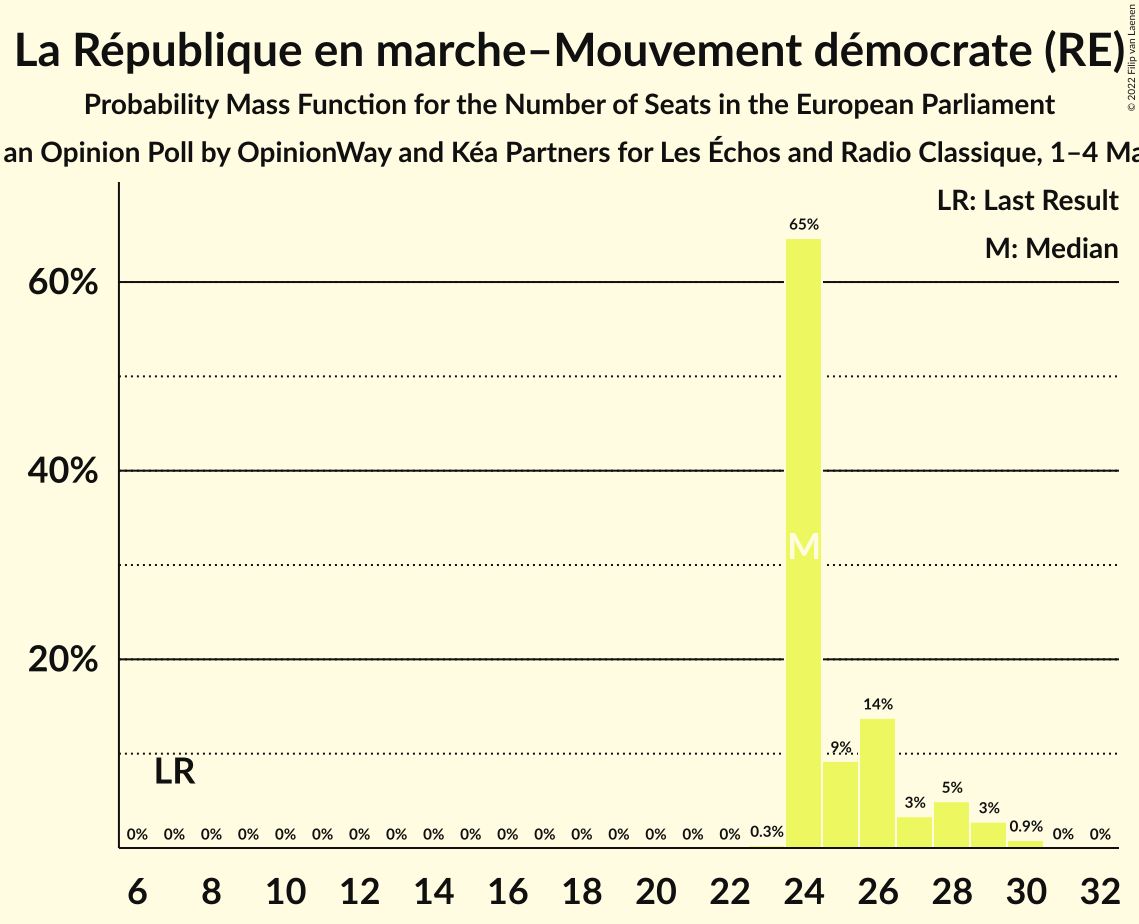 La République en marche–Mouvement démocrate (RE)
© 2022 Filip van Laenen
Probability Mass Function for the Number of Seats in the European Parliament
an Opinion Poll by OpinionWay and Kéa Partners for Les Échos and Radio Classique, 1–4
LR: Last Result
M: Median
65%
60%
40%
M
20%
14%
9%
LR
5%
3%
3%
0% 0% 0% 0% 0% 0% 0% 0% 0% 0% 0% 0% 0% 0% 0% 0% 0% 0.3% 0.9% 0% 0%
6 8 10 12 14 16 18 20 22 24 26 28 30 32